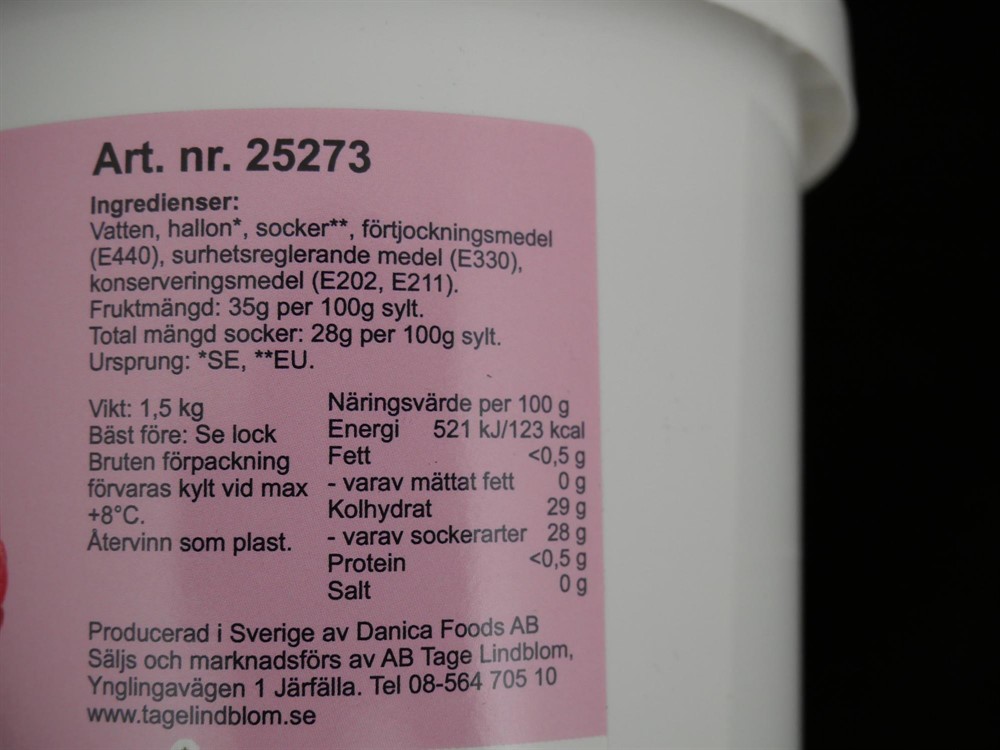 Art. nr. 25273
Ingredienser:
Vatten, hallon*, socker**, förtjockningsmedel
(E440), surhetsreglerande medel (E330),
konserveringsmedel (E202, E211).
Fruktmängd: 35g per 100g sylt.
Total mängd socker: 28g per 100g sylt.
Ursprung: *SE, **EU.
Vikt: 1,5 kg
Bäst före: Se lock
Bruten förpackning
förvaras kylt vid max
+8°C.
Återvinn som plast.
Näringsvärde per 100 g
Energi 521 kJ/123 kcal
Fett <0,5 g
- varav mättat fett 0 g
Kolhydrat 29 g
- varav sockerarter 28 g
Protein <0,5 g
Salt 0 g
Producerad i Sverige av Danica Foods AB
Säljs och marknadsförs av AB Tage Lindblom,
Ynglingavägen 1 Järfälla. Tel 08-564 705 10
www.tagelindblom.se